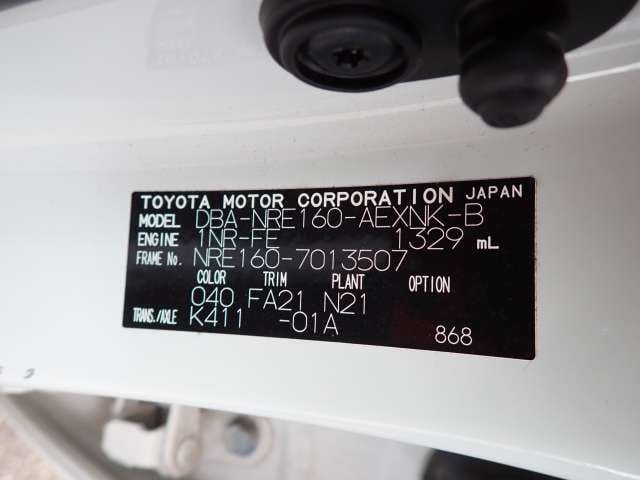 TOYOTA MOTOR CORPORATION JAPAN
MODEL DBA-NRE160-AEXNK-B
ENGINE 1NR-FE 1329 mL
FRAME No. NRE160-7013507
COLOR TRIM PLANT OPTION
040 FA21 N21
TRANS./AXLE K411 -01A
868